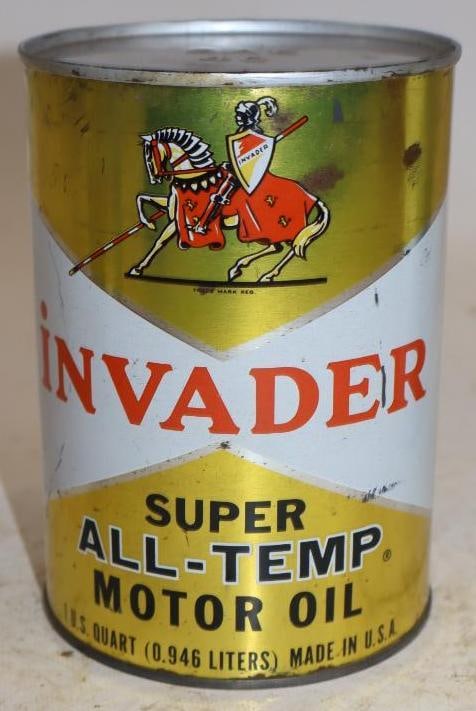 INVADER
TRADE MARK REG.
iNVADER
SUPER
ALL-TEMP®
MOTOR OIL
1 U.S. QUART (0.946 LITERS) MADE IN U.S.A.